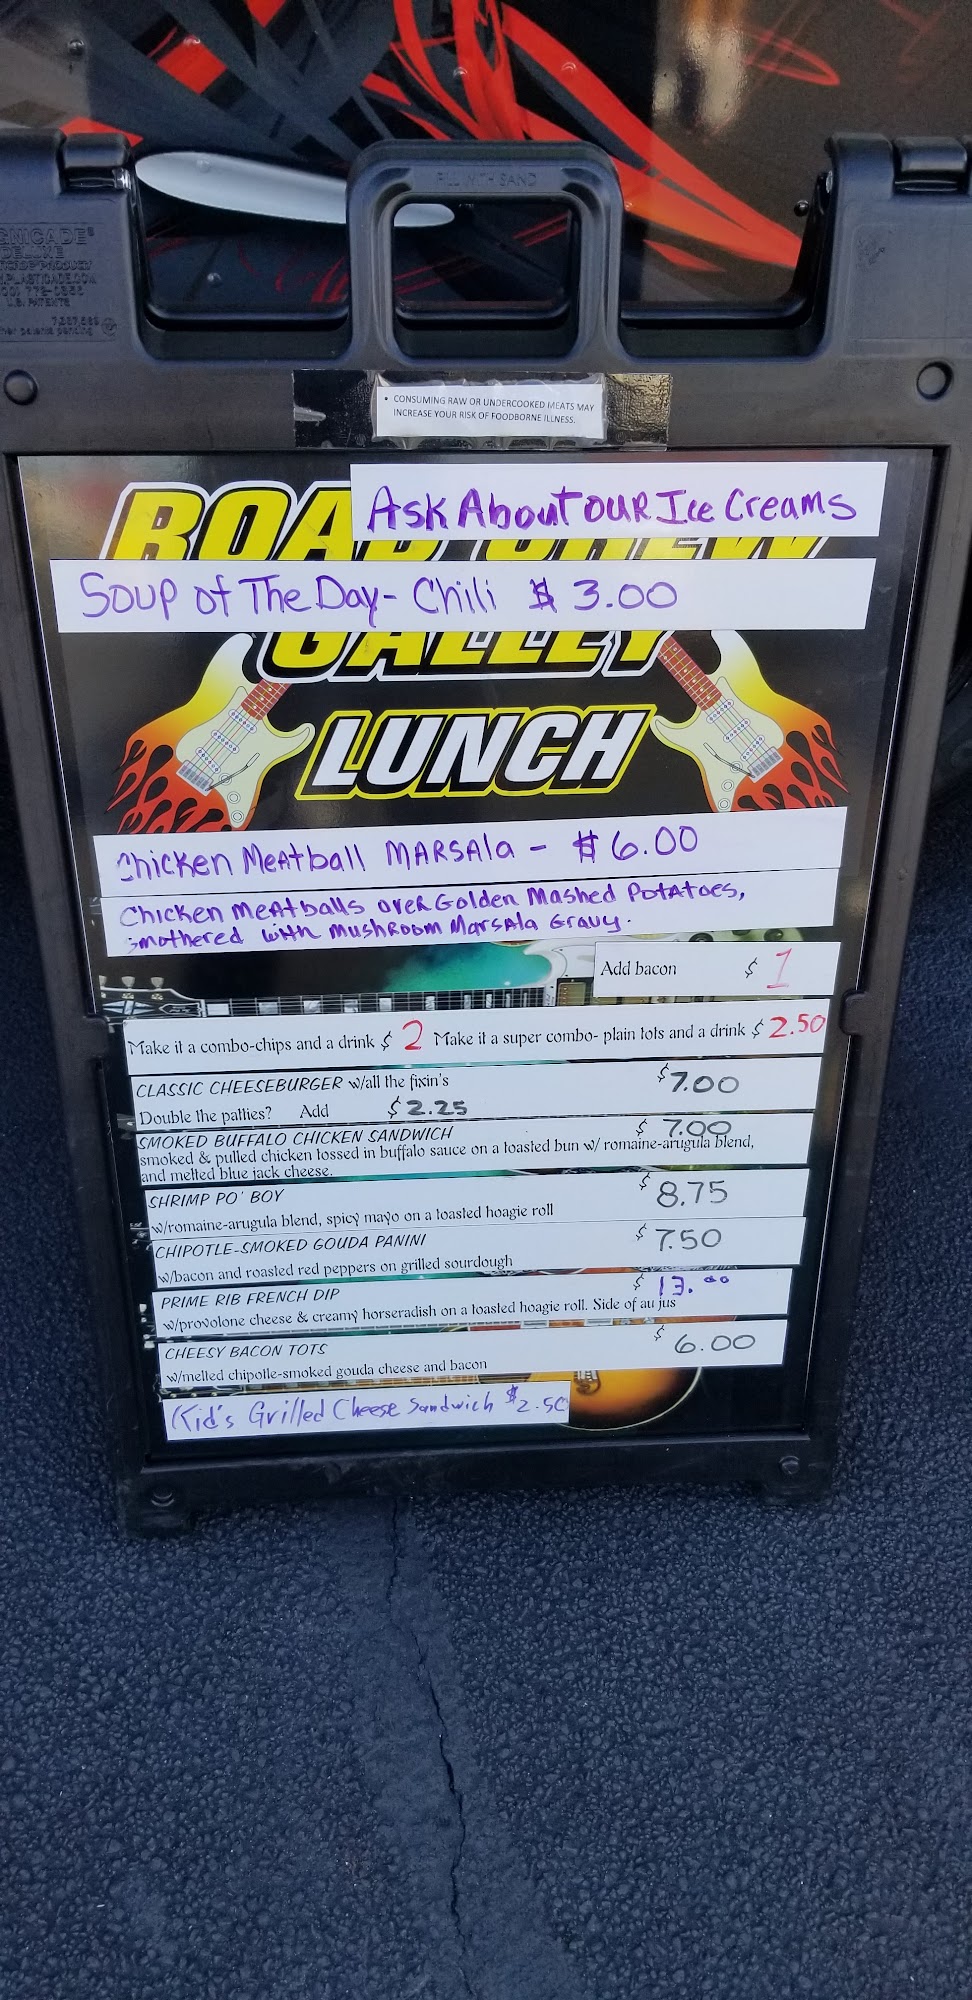 FILL WITH SAND
DELUXE
U.S. PATENTS
• CONSUMING RAW OR UNDERCOOKED MEATS MAY
INCREASE YOUR RISK OF FOODBORNE ILLNESS.
Ask About OUR Ice Creams
ROAD CREW
Soup of The Day - Chili $ 3.00
GALLEY
LUNCH
Chicken Meatball MARSAla - $ 6.00
Chicken Meatballs over Golden Mashed Potatoes,
smothered with mushroom Marsala Gravy.
Add bacon $ 1
Make it a combo-chips and a drink $ 2 Make it a super combo- plain tots and a drink $ 2.50
CLASSIC CHEESEBURGER w/all the fixin's $ 7.00
Double the patties? Add $ 2.25
SMOKED BUFFALO CHICKEN SANDWICH $ 7.00
smoked & pulled chicken tossed in buffalo sauce on a toasted bun w/ romaine-arugula blend,
and melted blue jack cheese.
SHRIMP PO' BOY $ 8.75
w/romaine-arugula blend, spicy mayo on a toasted hoagie roll
CHIPOTLE-SMOKED GOUDA PANINI $ 7.50
w/bacon and roasted red peppers on grilled sourdough
PRIME RIB FRENCH DIP $ 13.00
w/provolone cheese & creamy horseradish on a toasted hoagie roll. Side of au jus
CHEESY BACON TOTS $ 6.00
w/melled chipotle-smoked gouda cheese and bacon
Kid's Grilled Cheese Sandwich $ 2.50